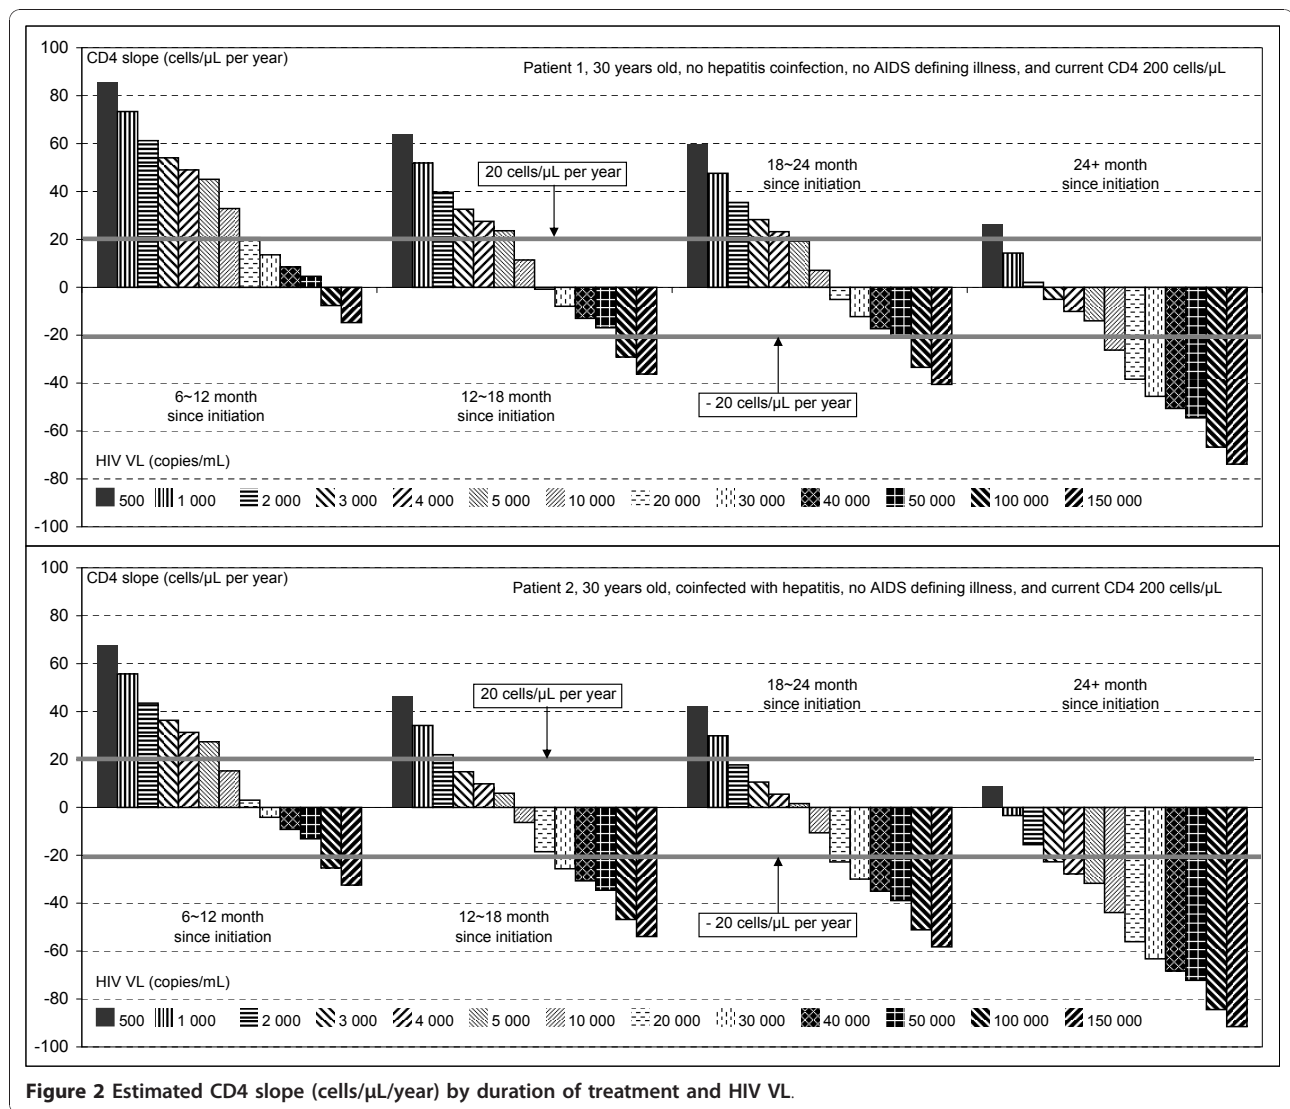 100
80
60
40
20
0
-20
-40
-60
-80
-100
CD4 slope (cells/µL per year)
Patient 1, 30 years old, no hepatitis coinfection, no AIDS defining illness, and current CD4 200 cells/µL
20 cells/µL per year
18~24 month
since initiation
24+ month
since initiation
6~12 month
since initiation
12~18 month
since initiation
- 20 cells/µL per year
HIV VL (copies/mL)
500 1 000 2 000 3 000 4 000 5 000 10 000 20 000 30 000 40 000 50 000 100 000 150 000
100
80
60
40
20
0
-20
-40
-60
-80
-100
CD4 slope (cells/µL per year)
Patient 2, 30 years old, coinfected with hepatitis, no AIDS defining illness, and current CD4 200 cells/µL
20 cells/µL per year
18~24 month
since initiation
24+ month
since initiation
6~12 month
since initiation
12~18 month
since initiation
- 20 cells/µL per year
HIV VL (copies/mL)
500 1 000 2 000 3 000 4 000 5 000 10 000 20 000 30 000 40 000 50 000 100 000 150 000
Figure 2 Estimated CD4 slope (cells/µL/year) by duration of treatment and HIV VL.